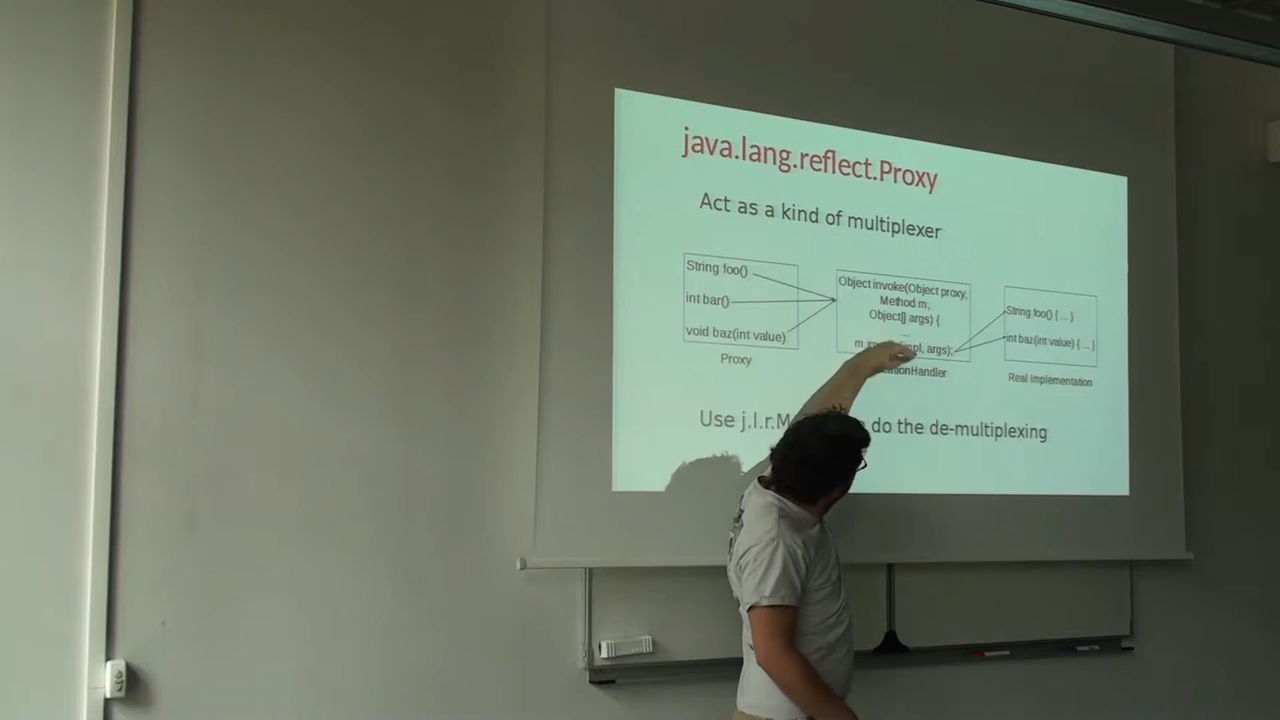 java.lang.reflect.Proxy
Act as a kind of multiplexer
String foo()
int bar()
void baz(int value)
Proxy
Object invoke(Object proxy,
Method m,
Object[] args) {
...
args);
String foo() { ... }
int baz(int value) { ... }
Real Implementation
Use do the de-multiplexing